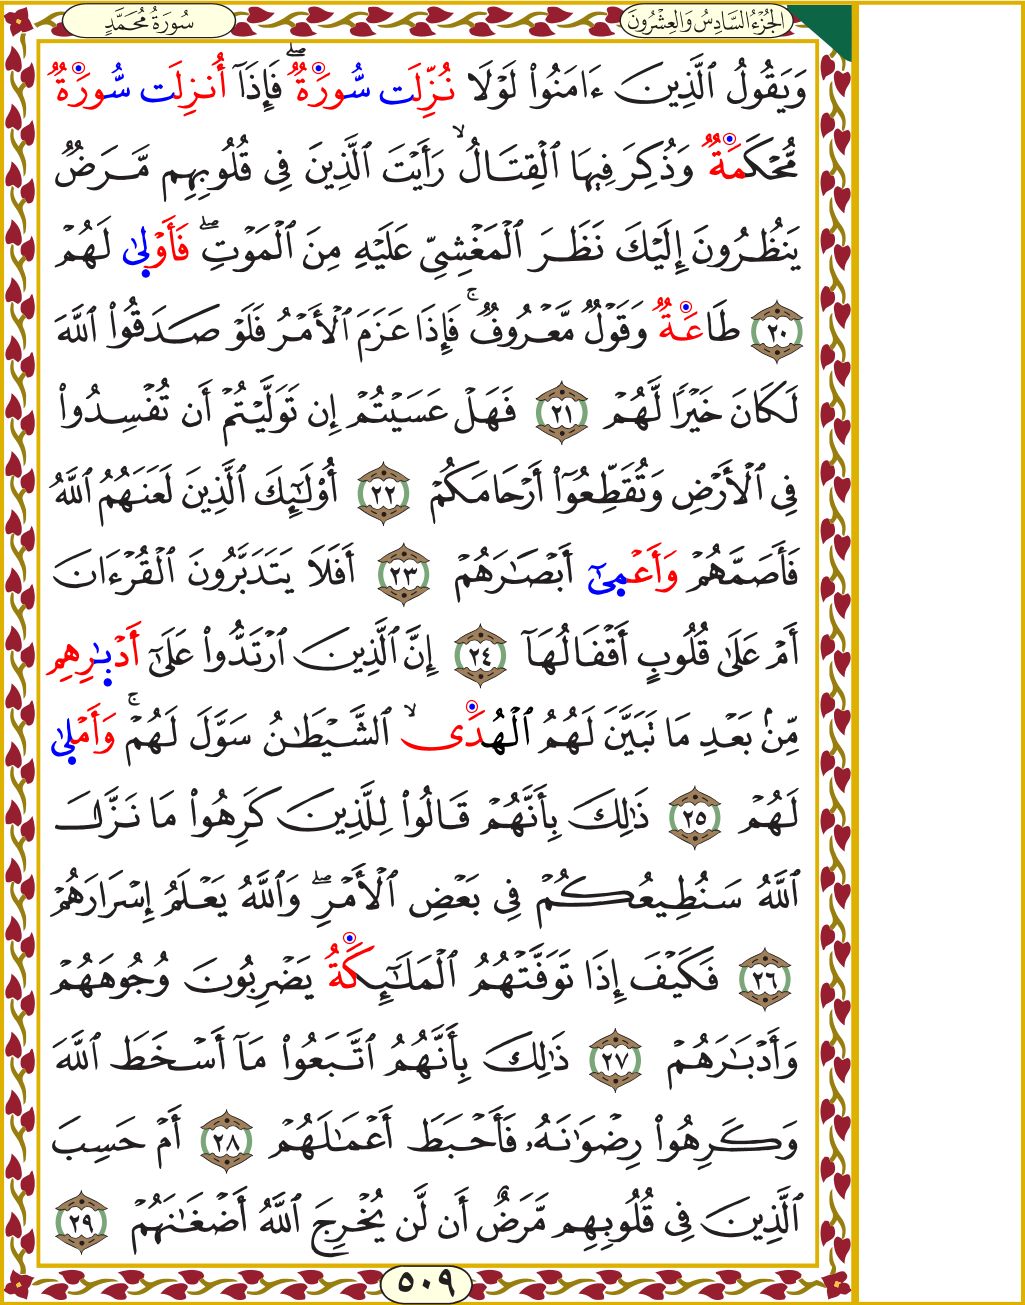 الجُزْءُ السَّادِسُ وَالعِشْرُونَ
سُورَةُ مُحَمَّدٍ
وَيَقُولُ ٱلَّذِينَ ءَامَنُوا۟ لَوْلَا نُزِّلَت سُّورَةٌۖ فَإِذَآ أُنزِلَت سُّورَةٌ
مُّحْكَمَةٌ وَذُكِرَ فِيهَا ٱلْقِتَالُۙ رَأَيْتَ ٱلَّذِينَ فِى قُلُوبِهِم مَّرَضٌ
يَنظُرُونَ إِلَيْكَ نَظَرَ ٱلْمَغْشِىِّ عَلَيْهِ مِنَ ٱلْمَوْتِۖ فَأَوْلىٰ لَهُمْ
٢٠ طَاعَةٌ وَقَوْلٌ مَّعْرُوفٌۚ فَإِذَا عَزَمَ ٱلْأَمْرُ فَلَوْ صَدَقُوا۟ ٱللَّهَ
لَكَانَ خَيْرًا لَّهُمْ ٢١ فَهَلْ عَسَيْتُمْ إِن تَوَلَّيْتُمْ أَن تُفْسِدُوا۟
فِى ٱلْأَرْضِ وَتُقَطِّعُوٓا۟ أَرْحَامَكُمْ ٢٢ أُو۟لَٰٓئِكَ ٱلَّذِينَ لَعَنَهُمُ ٱللَّهُ
فَأَصَمَّهُمْ وَأَعْمىٰٓ أَبْصَٰرَهُمْ ٢٣ أَفَلَا يَتَدَبَّرُونَ ٱلْقُرْءَانَ
أَمْ عَلَىٰ قُلُوبٍ أَقْفَالُهَآ ٢٤ إِنَّ ٱلَّذِينَ ٱرْتَدُّوا۟ عَلَىٰٓ أَدْبَٰرِهِم
مِّنۢ بَعْدِ مَا تَبَيَّنَ لَهُمُ ٱلْهُدَىۙ ٱلشَّيْطَٰنُ سَوَّلَ لَهُمْۚ وَأَمْلىٰ
لَهُمْ ٢٥ ذَٰلِكَ بِأَنَّهُمْ قَالُوا۟ لِلَّذِينَ كَرِهُوا۟ مَا نَزَّلَ
ٱللَّهُ سَنُطِيعُكُمْ فِى بَعْضِ ٱلْأَمْرِۖ وَٱللَّهُ يَعْلَمُ إِسْرَارَهُمْ
٢٦ فَكَيْفَ إِذَا تَوَفَّتْهُمُ ٱلْمَلَٰٓئِكَةُ يَضْرِبُونَ وُجُوهَهُمْ
وَأَدْبَٰرَهُمْ ٢٧ ذَٰلِكَ بِأَنَّهُمُ ٱتَّبَعُوا۟ مَآ أَسْخَطَ ٱللَّهَ
وَكَرِهُوا۟ رِضْوَٰنَهُۥ فَأَحْبَطَ أَعْمَٰلَهُمْ ٢٨ أَمْ حَسِبَ
ٱلَّذِينَ فِى قُلُوبِهِم مَّرَضٌ أَن لَّن يُخْرِجَ ٱللَّهُ أَضْغَٰنَهُمْ ٢٩
٥٠٩